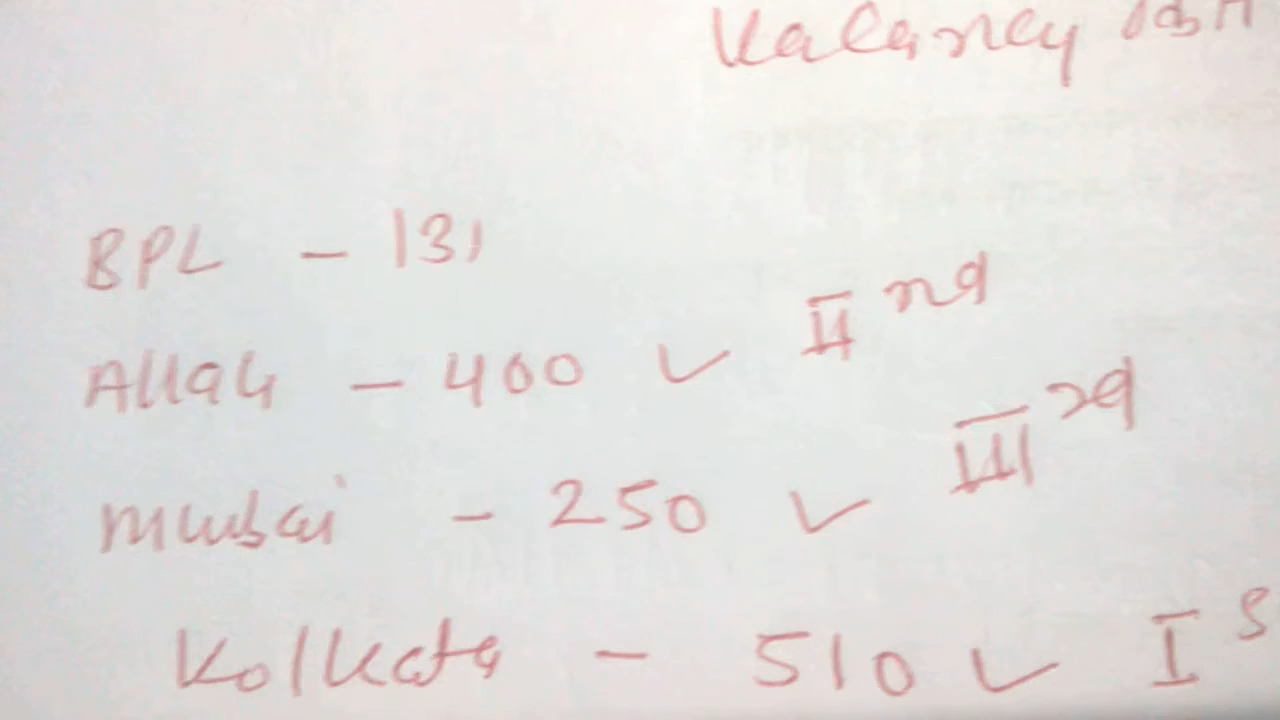 Vacancy
BPL - 131
Allah - 400 ✓ II nd
Mubai - 250 ✓ III rd
Kolkata - 510 ✓ I s